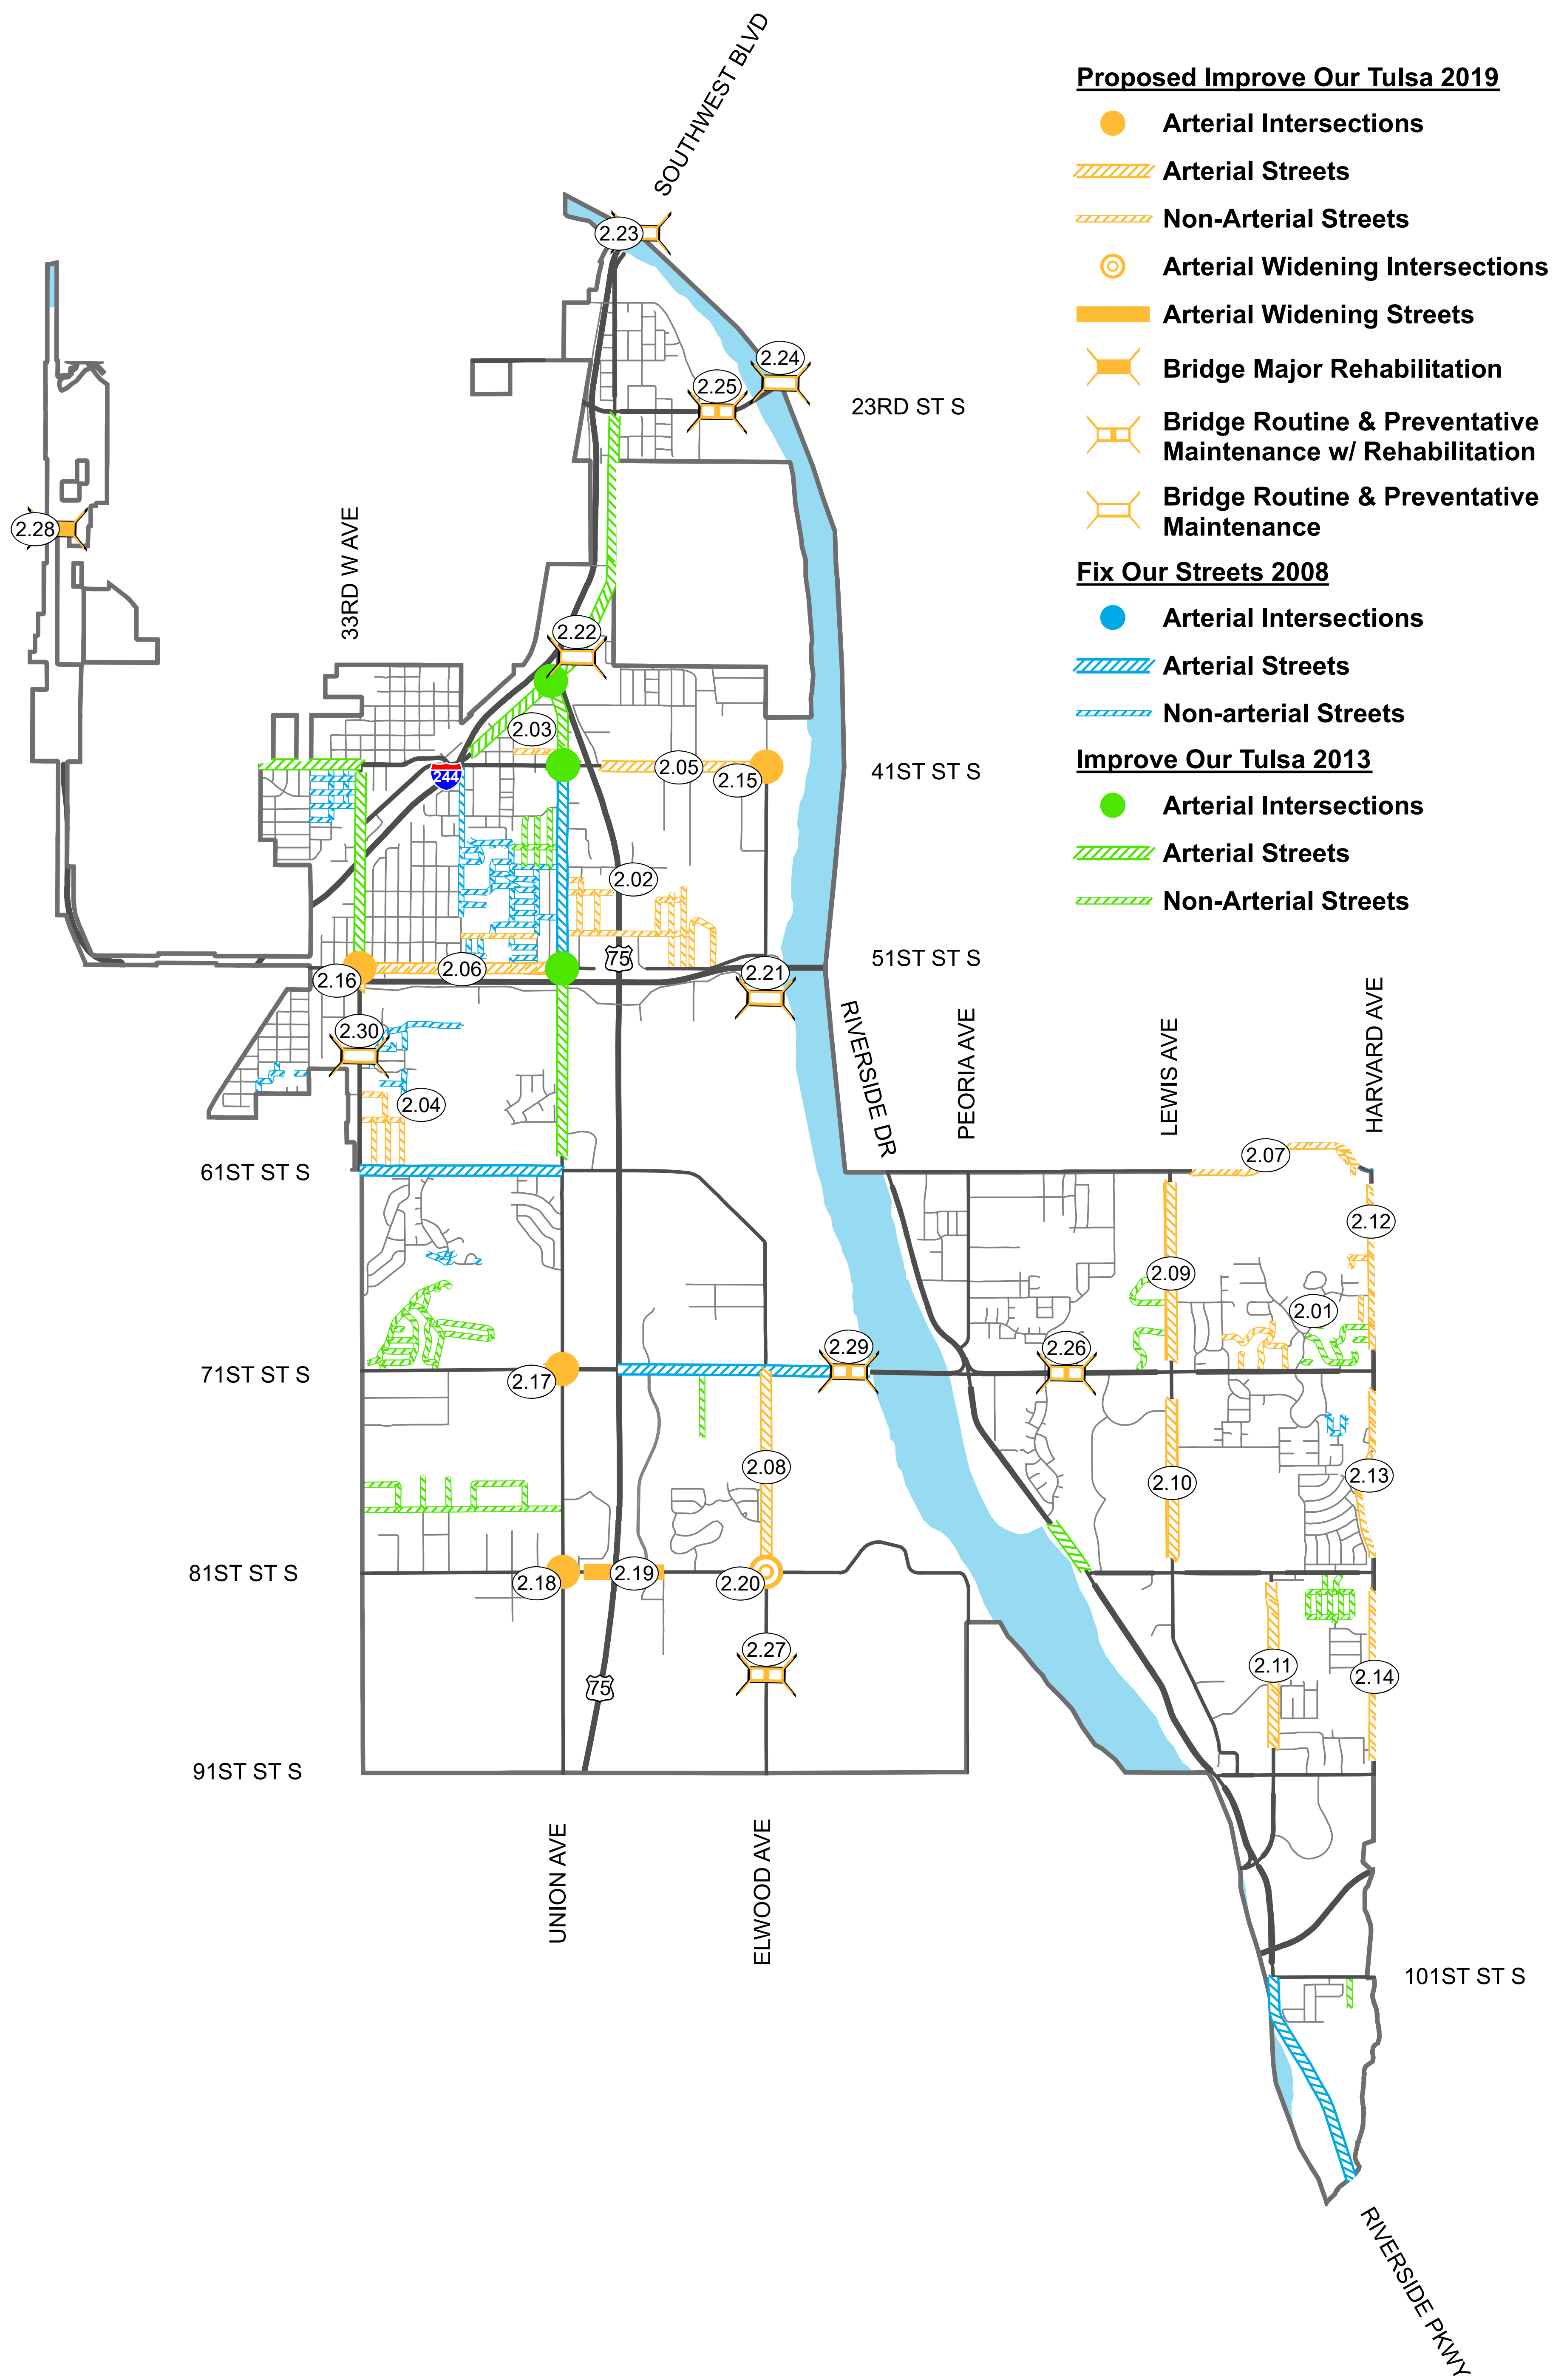 SOUTHWEST BLVD
Proposed Improve Our Tulsa 2019
Arterial Intersections
Arterial Streets
Non-Arterial Streets
Arterial Widening Intersections
Arterial Widening Streets
Bridge Major Rehabilitation
Bridge Routine & Preventative
Maintenance w/ Rehabilitation
Bridge Routine & Preventative
Maintenance
Fix Our Streets 2008
Arterial Intersections
Arterial Streets
Non-arterial Streets
Improve Our Tulsa 2013
Arterial Intersections
Arterial Streets
Non-Arterial Streets
2.23
2.24
2.25
23RD ST S
2.28
33RD W AVE
2.22
2.03
2.05
2.15
41ST ST S
244
2.02
75
51ST ST S
2.06
2.16
2.21
2.30
RIVERSIDE DR
PEORIA AVE
LEWIS AVE
HARVARD AVE
2.04
61ST ST S
2.07
2.12
2.09
2.01
2.29
2.26
71ST ST S
2.17
2.08
2.10
2.13
81ST ST S
2.18
2.19
2.20
2.27
2.11
2.14
75
91ST ST S
UNION AVE
ELWOOD AVE
101ST ST S
RIVERSIDE PKWY